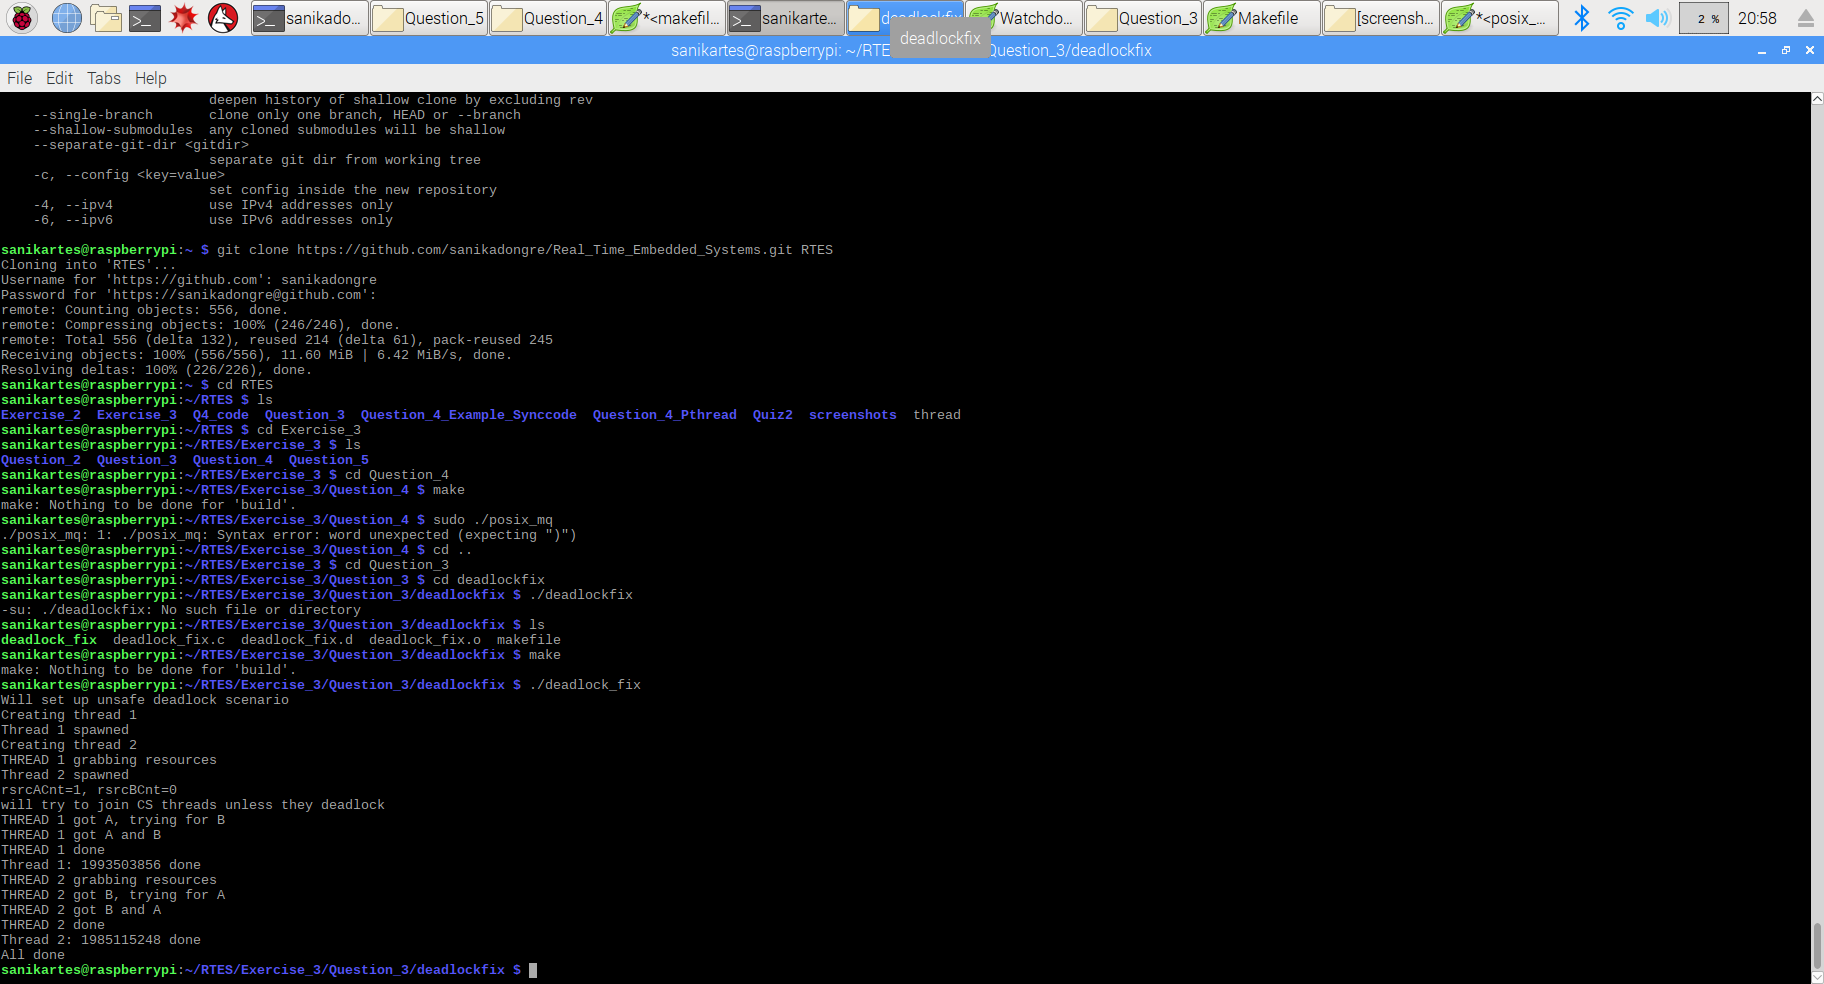 sanikado...
Question_5
Question_4
*<makefil...
sanikarte...
deadlockfix
Watchdo...
Question_3
Makefile
[screensh...
*<posix_...
2 %
20:58
deadlockfix
sanikartes@raspberrypi: ~/RTE Question_3/deadlockfix
File Edit Tabs Help
                          deepen history of shallow clone by excluding rev
    --single-branch       clone only one branch, HEAD or --branch
    --shallow-submodules  any cloned submodules will be shallow
    --separate-git-dir <gitdir>
                          separate git dir from working tree
    -c, --config <key=value>
                          set config inside the new repository
    -4, --ipv4            use IPv4 addresses only
    -6, --ipv6            use IPv6 addresses only
sanikartes@raspberrypi:~ $ git clone https://github.com/sanikadongre/Real_Time_Embedded_Systems.git RTES
Cloning into 'RTES'...
Username for 'https://github.com': sanikadongre
Password for 'https://sanikadongre@github.com':
remote: Counting objects: 556, done.
remote: Compressing objects: 100% (246/246), done.
remote: Total 556 (delta 132), reused 214 (delta 61), pack-reused 245
Receiving objects: 100% (556/556), 11.60 MiB | 6.42 MiB/s, done.
Resolving deltas: 100% (226/226), done.
sanikartes@raspberrypi:~ $ cd RTES
sanikartes@raspberrypi:~/RTES $ ls
Exercise_2  Exercise_3  Q4_code  Question_3  Question_4_Example_Synccode  Question_4_Pthread  Quiz2  screenshots  thread
sanikartes@raspberrypi:~/RTES $ cd Exercise_3
sanikartes@raspberrypi:~/RTES/Exercise_3 $ ls
Question_2  Question_3  Question_4  Question_5
sanikartes@raspberrypi:~/RTES/Exercise_3 $ cd Question_4
sanikartes@raspberrypi:~/RTES/Exercise_3/Question_4 $ make
make: Nothing to be done for 'build'.
sanikartes@raspberrypi:~/RTES/Exercise_3/Question_4 $ sudo ./posix_mq
./posix_mq: 1: ./posix_mq: Syntax error: word unexpected (expecting ")")
sanikartes@raspberrypi:~/RTES/Exercise_3/Question_4 $ cd ..
sanikartes@raspberrypi:~/RTES/Exercise_3 $ cd Question_3
sanikartes@raspberrypi:~/RTES/Exercise_3/Question_3 $ cd deadlockfix
sanikartes@raspberrypi:~/RTES/Exercise_3/Question_3/deadlockfix $ ./deadlockfix
-su: ./deadlockfix: No such file or directory
sanikartes@raspberrypi:~/RTES/Exercise_3/Question_3/deadlockfix $ ls
deadlock_fix  deadlock_fix.c  deadlock_fix.d  deadlock_fix.o  makefile
sanikartes@raspberrypi:~/RTES/Exercise_3/Question_3/deadlockfix $ make
make: Nothing to be done for 'build'.
sanikartes@raspberrypi:~/RTES/Exercise_3/Question_3/deadlockfix $ ./deadlock_fix
Will set up unsafe deadlock scenario
Creating thread 1
Thread 1 spawned
Creating thread 2
THREAD 1 grabbing resources
Thread 2 spawned
rsrcACnt=1, rsrcBCnt=0
will try to join CS threads unless they deadlock
THREAD 1 got A, trying for B
THREAD 1 got A and B
THREAD 1 done
Thread 1: 1993503856 done
THREAD 2 grabbing resources
THREAD 2 got B, trying for A
THREAD 2 got B and A
THREAD 2 done
Thread 2: 1985115248 done
All done
sanikartes@raspberrypi:~/RTES/Exercise_3/Question_3/deadlockfix $